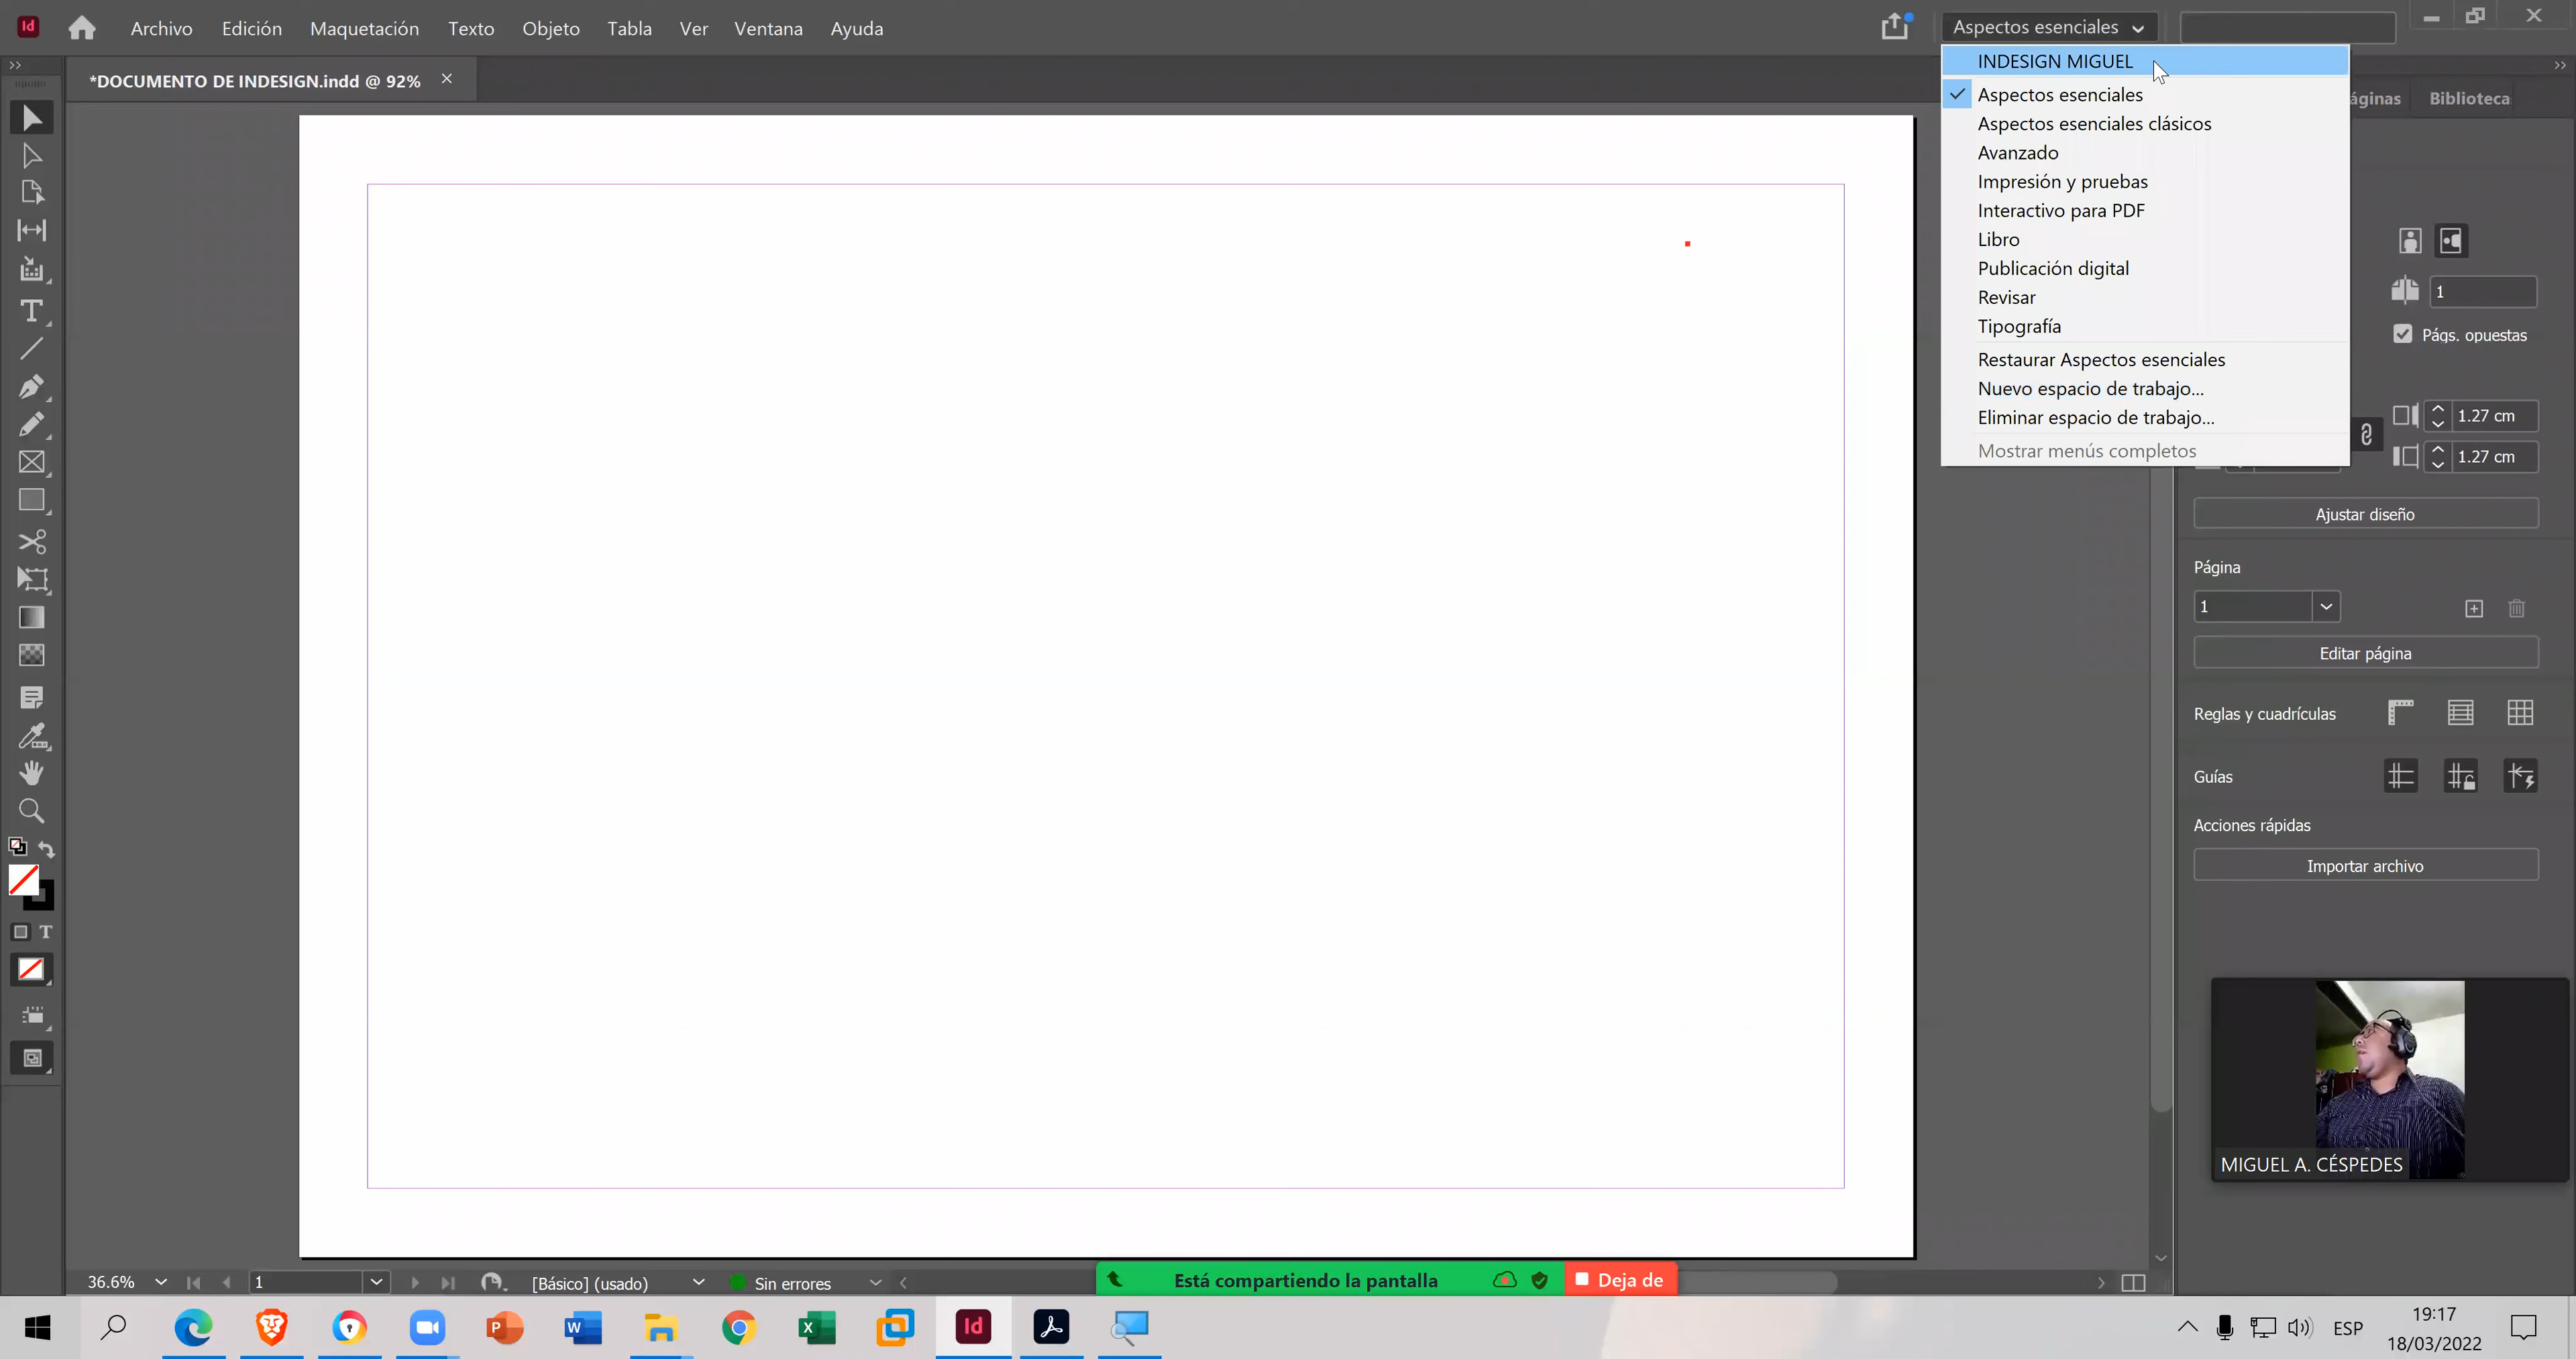 Id
Archivo Edición Maquetación Texto Objeto Tabla Ver Ventana Ayuda
Aspectos esenciales
*DOCUMENTO DE INDESIGN.indd @ 92%
INDESIGN MIGUEL
Aspectos esenciales
Aspectos esenciales clásicos
Avanzado
Impresión y pruebas
Interactivo para PDF
Libro
Publicación digital
Revisar
Tipografía
Restaurar Aspectos esenciales
Nuevo espacio de trabajo...
Eliminar espacio de trabajo...
Mostrar menús completos
áginas Biblioteca
1
Págs. opuestas
1.27 cm
1.27 cm
Ajustar diseño
Página
1
Editar página
Reglas y cuadrículas
Guías
Acciones rápidas
Importar archivo
MIGUEL A. CÉSPEDES
T
T
36.6% 1 [Básico] (usado) Sin errores
Está compartiendo la pantalla Deja de
P W X Id
ESP
19:17
18/03/2022